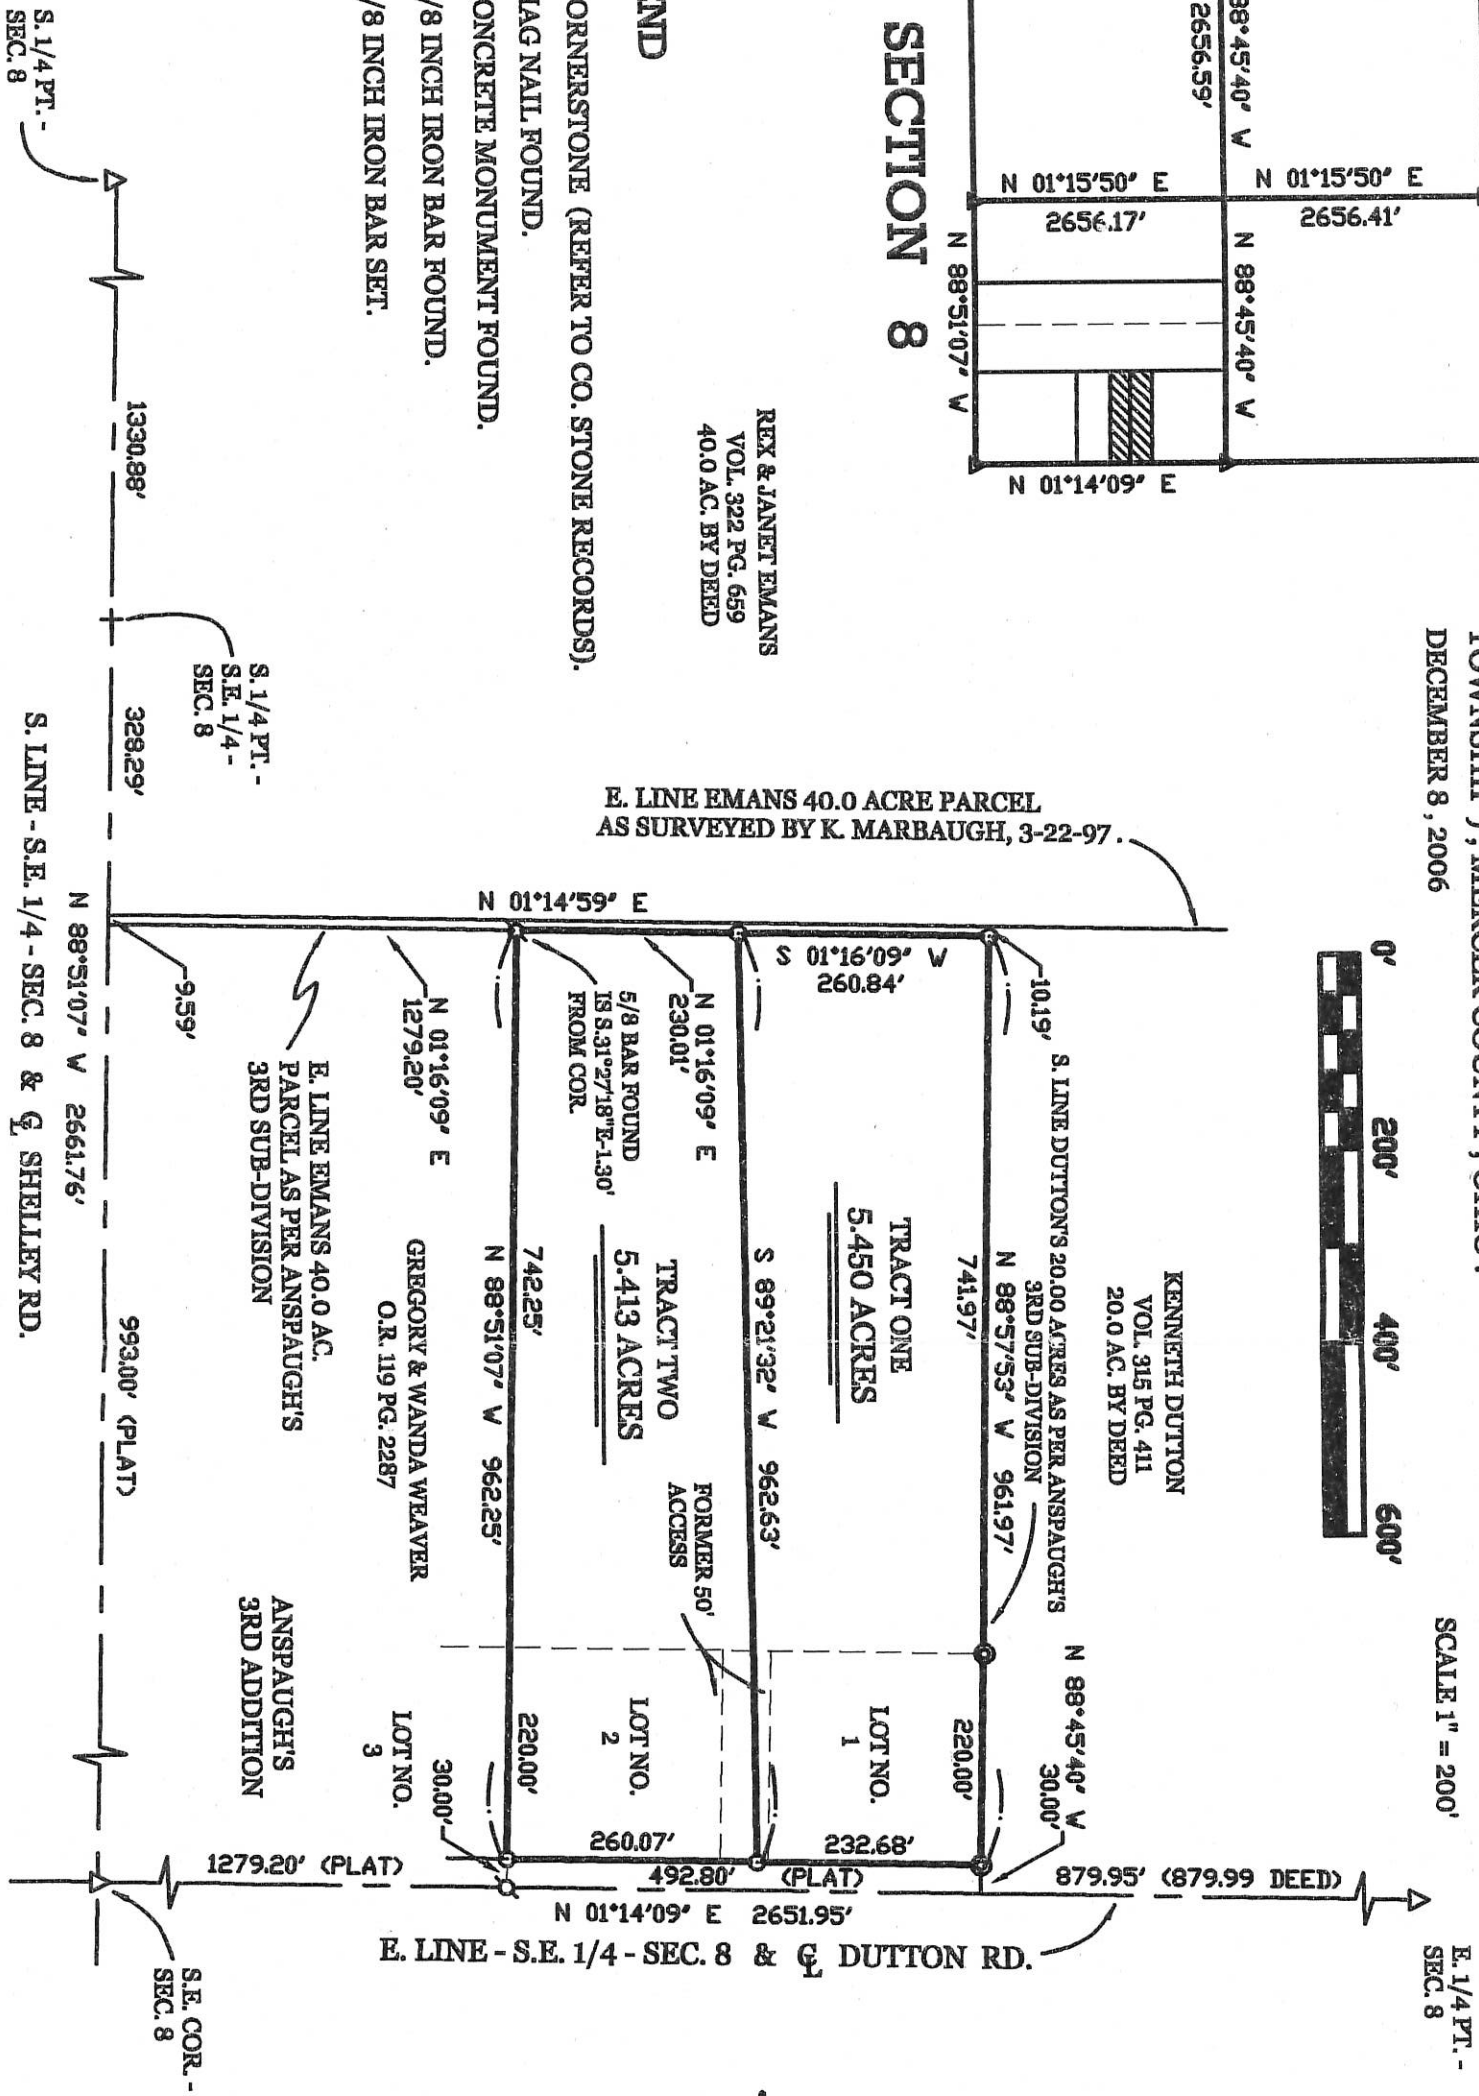 TOWNSHIP ), MERCER COUNTY, OHIO.
DECEMBER 8, 2006
SCALE 1" = 200'
0' 200' 400' 600'
88°45'40" W
2656.59'
N 01°15'50" E
2656.41'
N 88°45'40" W
N 01°15'50" E
2656.17'
N 88°51'07" W
N 01°14'09" E
SECTION 8
END
ORNERSTONE (REFER TO CO. STONE RECORDS).
AG NAIL FOUND.
ONCRETE MONUMENT FOUND.
/8 INCH IRON BAR FOUND.
/8 INCH IRON BAR SET.
REX & JANET EMANS
VOL. 322 PG. 659
40.0 AC. BY DEED
E. LINE EMANS 40.0 ACRE PARCEL
AS SURVEYED BY K. MARBAUGH, 3-22-97.
KENNETH DUTTON
VOL. 315 PG. 411
20.0 AC. BY DEED
E. 1/4 PT. -
SEC. 8
10.19'
S. LINE DUTTON'S 20.00 ACRES AS PER ANSPAUGH'S
3RD SUB-DIVISION
N 88°57'53" W 961.97'
741.97'
220.00'
N 88°45'40" W
30.00'
879.95' (879.99 DEED)
N 01°14'59" E
S 01°16'09" W
260.84'
TRACT ONE
5.450 ACRES
LOT NO.
1
232.68'
S 89°21'32" W 962.63'
FORMER 50'
ACCESS
N 01°16'09" E
230.01'
5/8 BAR FOUND
IS S.31°27'18"E-1.30'
FROM COR.
TRACT TWO
5.413 ACRES
LOT NO.
2
260.07'
492.80' (PLAT)
742.25'
220.00'
N 88°51'07" W 962.25'
30.00'
N 01°14'09" E 2651.95'
E. LINE - S.E. 1/4 - SEC. 8 & ℄ DUTTON RD.
N 01°16'09" E
1279.20'
GREGORY & WANDA WEAVER
O.R. 119 PG. 2287
LOT NO.
3
E. LINE EMANS 40.0 AC.
PARCEL AS PER ANSPAUGH'S
3RD SUB-DIVISION
ANSPAUGH'S
3RD ADDITION
1279.20' (PLAT)
9.59'
S. 1/4 PT. -
S.E. 1/4 -
SEC. 8
S. 1/4 PT. -
SEC. 8
1330.88'
328.29'
993.00' (PLAT)
N 88°51'07" W 2661.76'
S. LINE - S.E. 1/4 - SEC. 8 & ℄ SHELLEY RD.
S.E. COR. -
SEC. 8